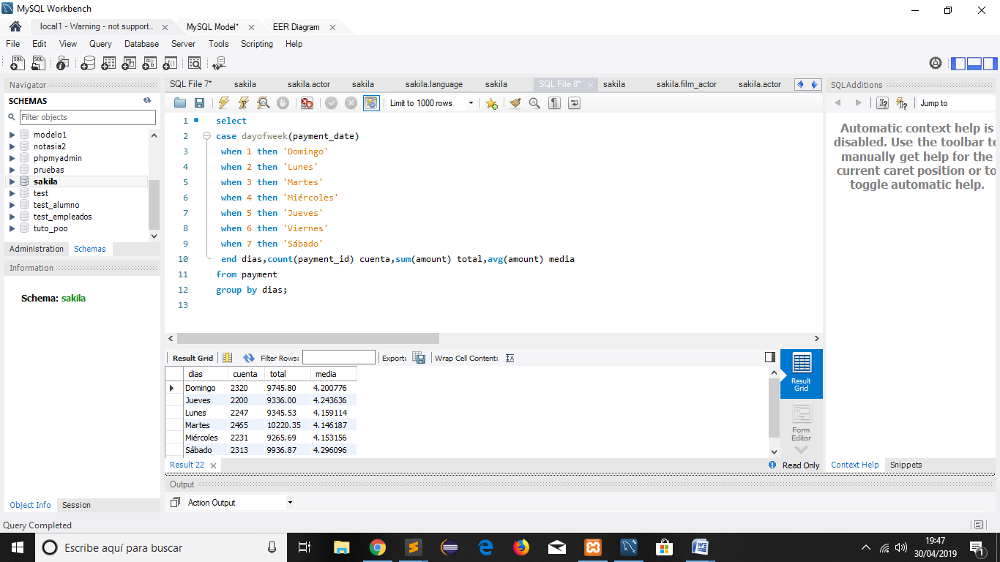 MySQL Workbench
local1 - Warning - not support... MySQL Model* EER Diagram
File Edit View Query Database Server Tools Scripting Help
Navigator
SCHEMAS
Filter objects
modelo1
notasia2
phpmyadmin
pruebas
sakila
test
test_alumno
test_empleados
tuto_poo
Administration Schemas
Information
Schema: sakila
Object Info Session
SQL File 7* sakila sakila.actor sakila sakila.language sakila SQL File 8* sakila sakila.film_actor sakila.actor
Limit to 1000 rows
1 select
2 case dayofweek(payment_date)
3 when 1 then 'Domingo'
4 when 2 then 'Lunes'
5 when 3 then 'Martes'
6 when 4 then 'Miércoles'
7 when 5 then 'Jueves'
8 when 6 then 'Viernes'
9 when 7 then 'Sábado'
10 end dias,count(payment_id) cuenta,sum(amount) total,avg(amount) media
11 from payment
12 group by dias;
13
Result Grid Filter Rows: Export: Wrap Cell Content:
dias cuenta total media
Domingo 2320 9745.80 4.200776
Jueves 2200 9336.00 4.243636
Lunes 2247 9345.53 4.159114
Martes 2465 10220.35 4.146187
Miércoles 2231 9265.69 4.153156
Sábado 2313 9936.87 4.296096
Result Grid
Form Editor
Result 22 Read Only
Output
Action Output
SQLAdditions
Jump to
Automatic context help is
disabled. Use the toolbar to
manually get help for the
current caret position or to
toggle automatic help.
Context Help Snippets
Query Completed
Escribe aquí para buscar
19:47
30/04/2019
1